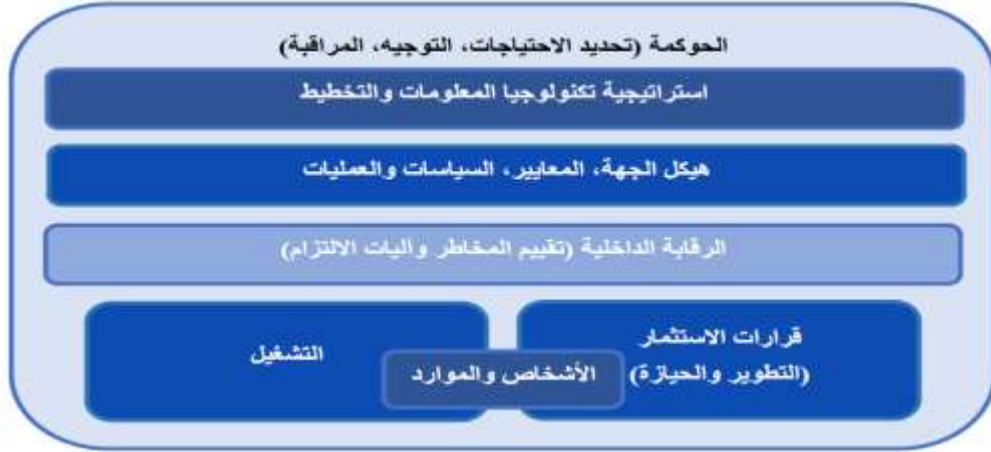 الحوكمة (تحديد الاحتياجات، التوجيه، المراقبة)
استراتيجية تكنولوجيا المعلومات والتخطيط
هيكل الجهة، المعايير، السياسات والعمليات
الرقابة الداخلية (تقييم المخاطر واليات الالتزام)
قرارات الاستثمار
(التطوير والحيازة)
التشغيل
الأشخاص والموارد